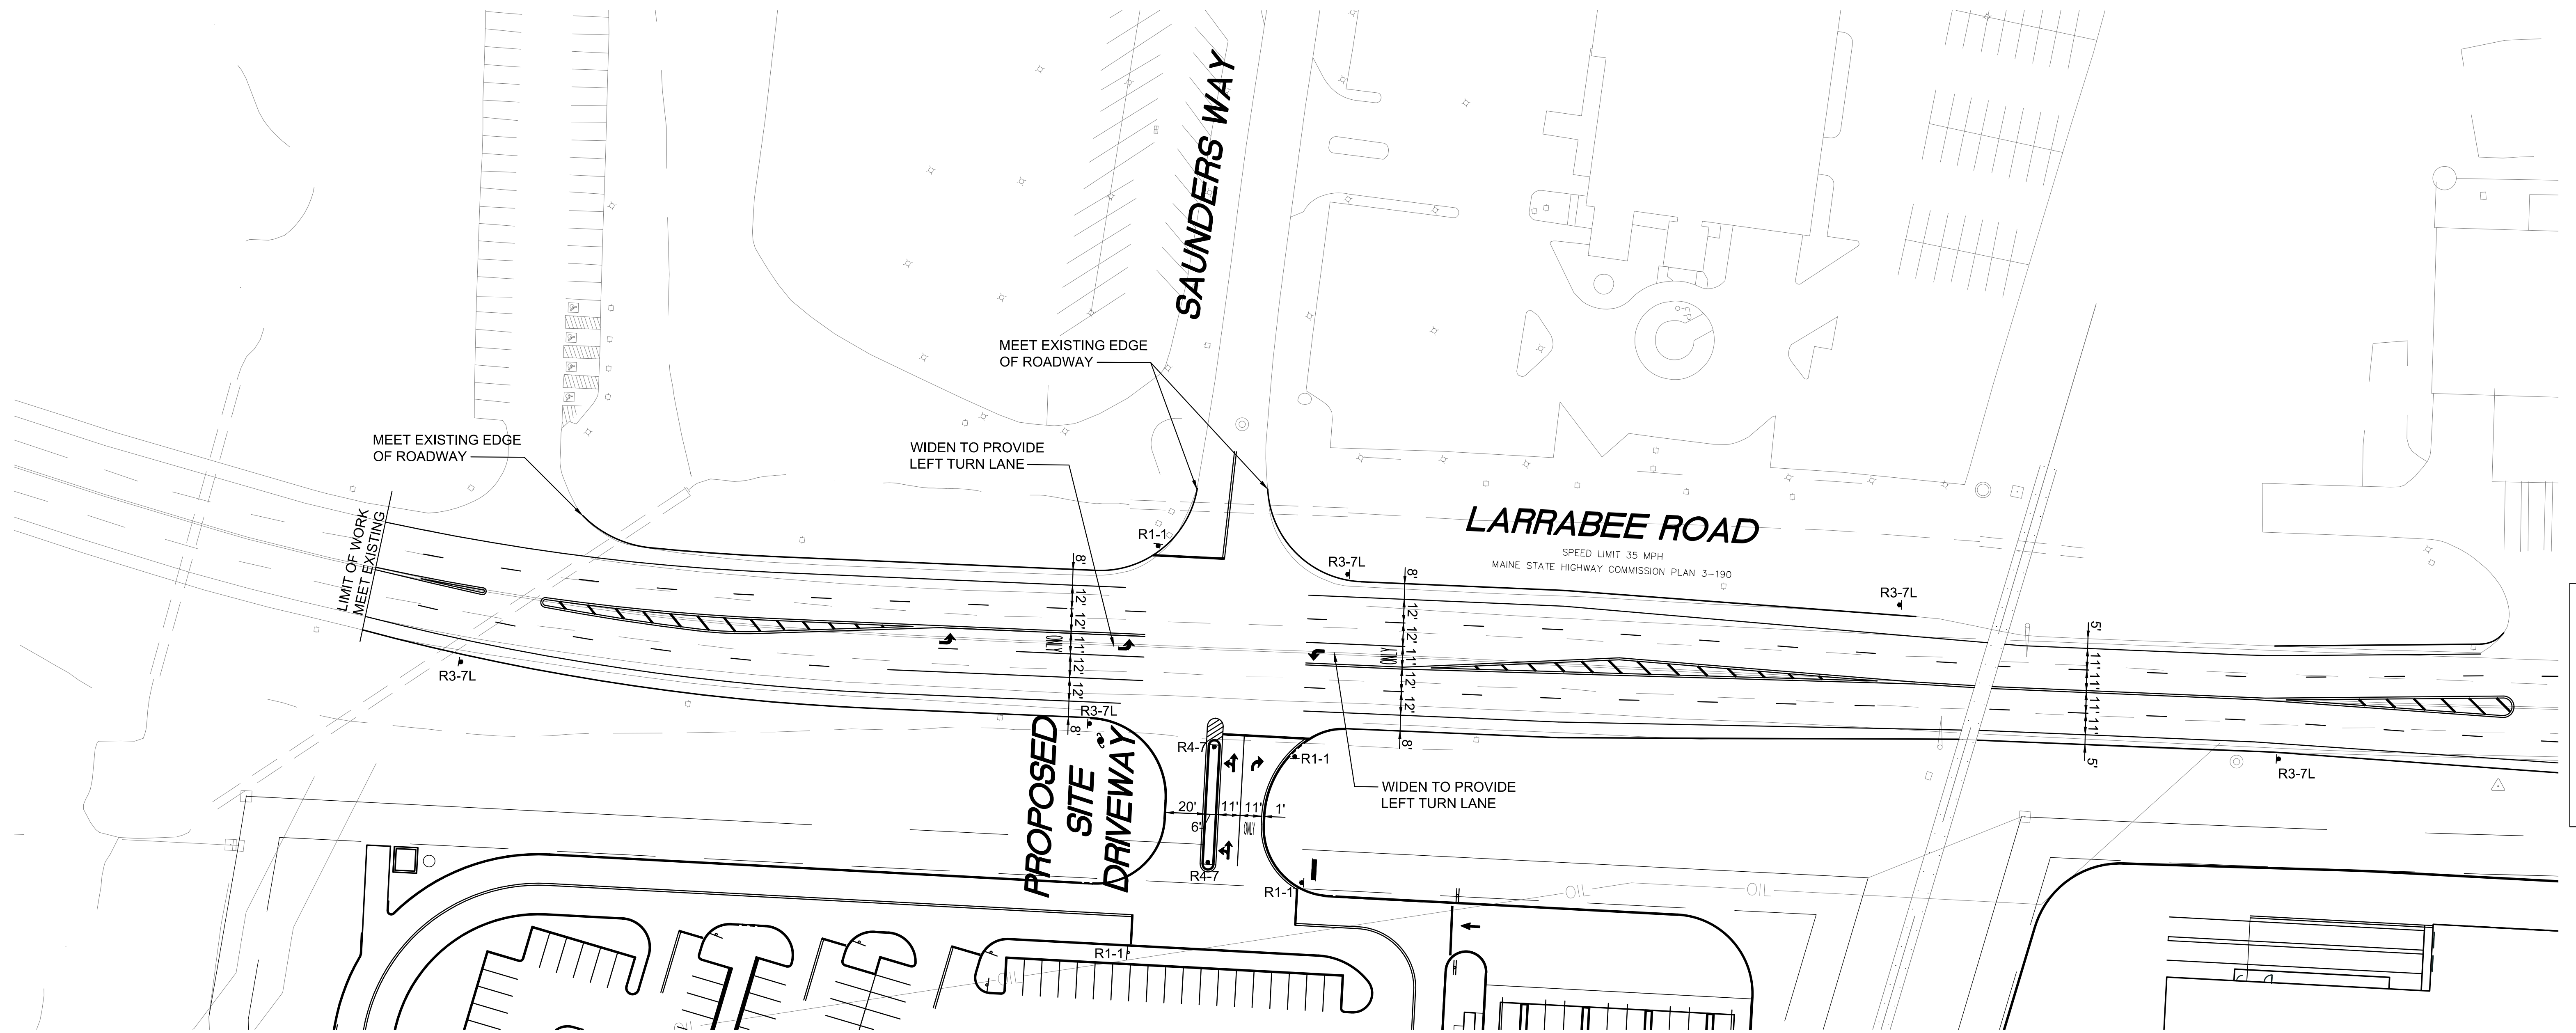 SAUNDERS WAY
MEET EXISTING EDGE
OF ROADWAY
MEET EXISTING EDGE
OF ROADWAY
WIDEN TO PROVIDE
LEFT TURN LANE
LIMIT OF WORK
MEET EXISTING
R1-1
R3-7L
LARRABEE ROAD
SPEED LIMIT 35 MPH
MAINE STATE HIGHWAY COMMISSION PLAN 3-190
R3-7L
8'
12'
12'
11'
12'
12'
8'
ONLY
8'
12'
12'
11'
12'
12'
8'
ONLY
5'
11'
11'
11'
11'
5'
R3-7L
R3-7L
R3-7L
PROPOSED
SITE
DRIVEWAY
R4-7
R1-1
20'
6'
11'
11'
1'
ONLY
R4-7
R1-1
WIDEN TO PROVIDE
LEFT TURN LANE
R1-1
OIL
OIL
OIL
OIL